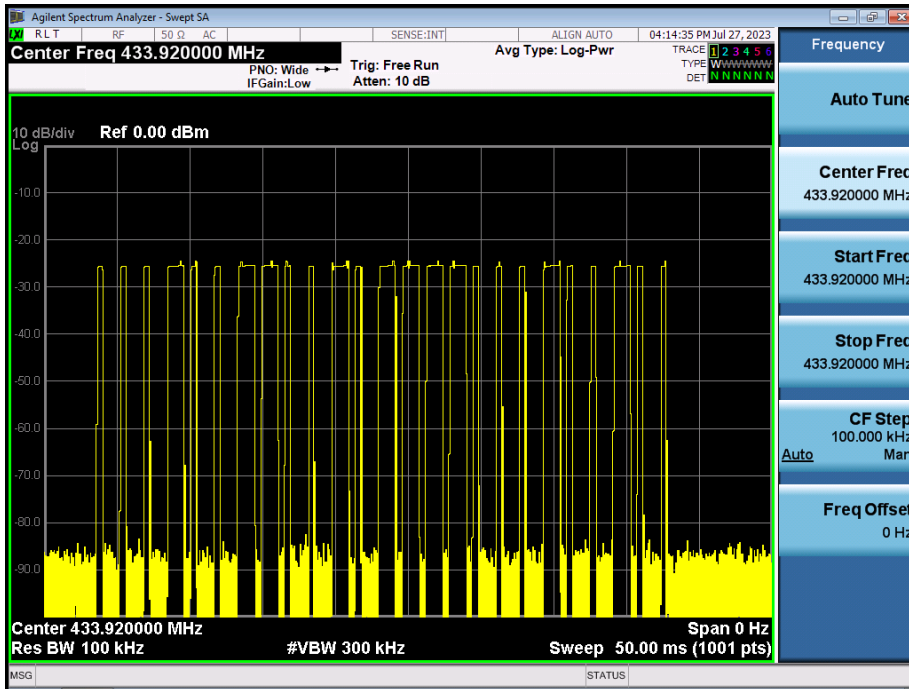 Agilent Spectrum Analyzer - Swept SA
LXI RLT RF 50 Ω AC SENSE:INT ALIGN AUTO 04:14:35 PM Jul 27, 2023
Center Freq 433.920000 MHz
Avg Type: Log-Pwr
TRACE 1 2 3 4 5 6
PNO: Wide Trig: Free Run
TYPE WWWWWW
IFGain:Low Atten: 10 dB
DET N N N N N N
Frequency
Auto Tune
Center Freq
433.920000 MHz
Start Freq
433.920000 MHz
Stop Freq
433.920000 MHz
CF Step
100.000 kHz
Auto Man
Freq Offset
0 Hz
10 dB/div Ref 0.00 dBm
Log
-10.0
-20.0
-30.0
-40.0
-50.0
-60.0
-70.0
-80.0
-90.0
Center 433.920000 MHz Span 0 Hz
Res BW 100 kHz #VBW 300 kHz Sweep 50.00 ms (1001 pts)
MSG STATUS